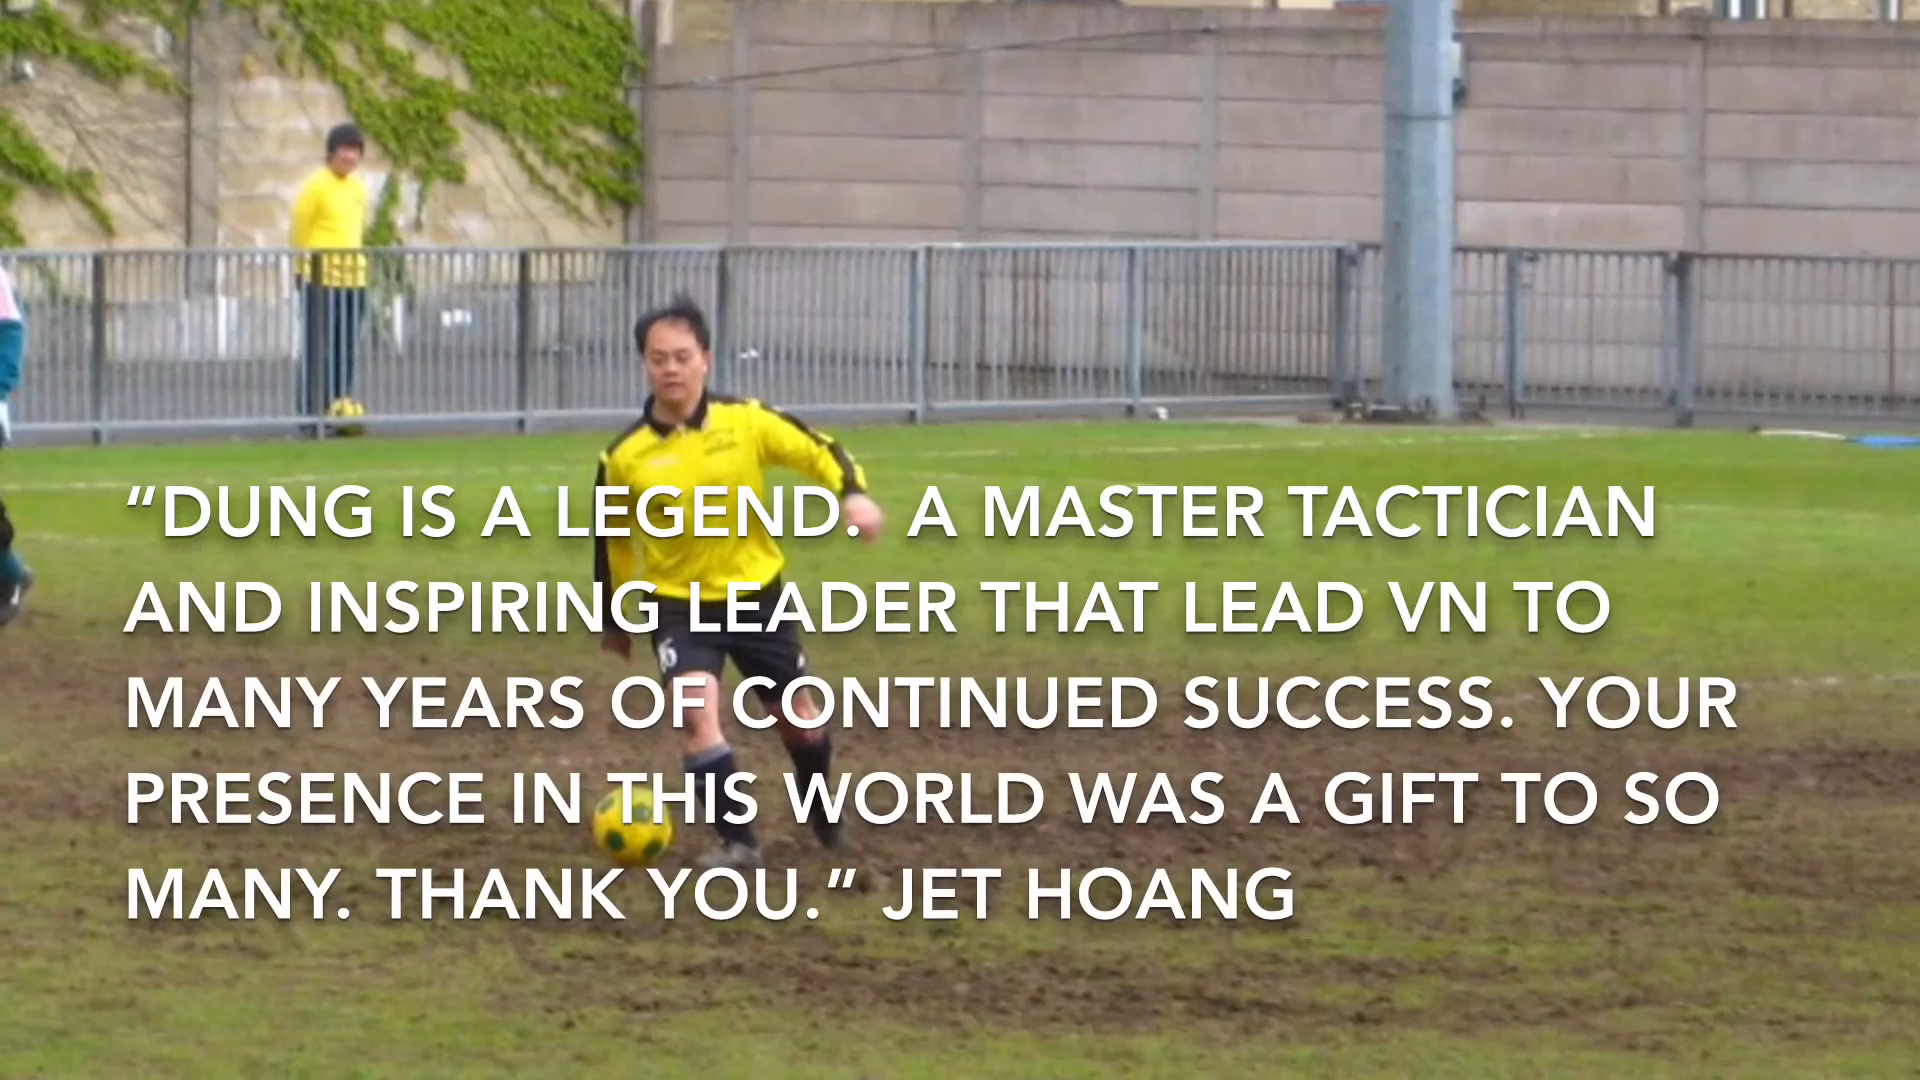 “DUNG IS A LEGEND.  A MASTER TACTICIAN
AND INSPIRING LEADER THAT LEAD VN TO
MANY YEARS OF CONTINUED SUCCESS. YOUR
PRESENCE IN THIS WORLD WAS A GIFT TO SO
MANY. THANK YOU.” JET HOANG